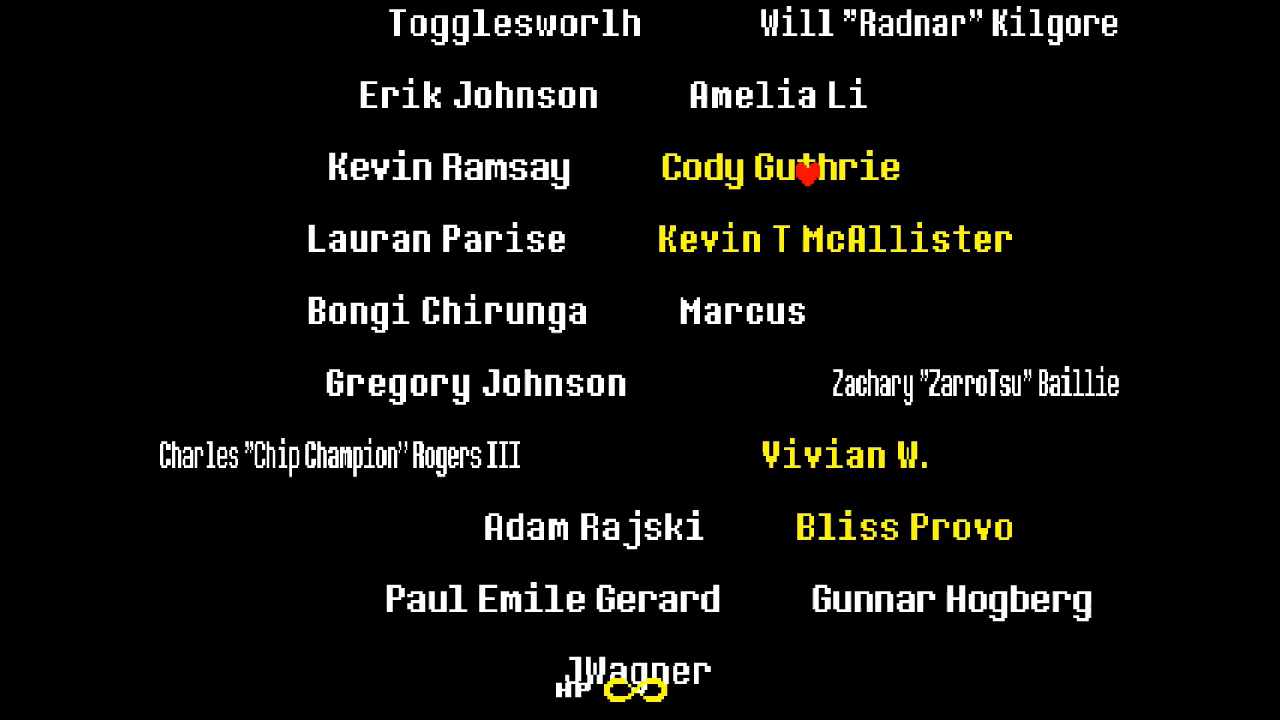 Togglesworlh Will "Radnar" Kilgore
Erik Johnson Amelia Li
Kevin Ramsay Cody Guthrie
Lauran Parise Kevin T McAllister
Bongi Chirunga Marcus
Gregory Johnson Zachary "ZarroTsu" Baillie
Charles "Chip Champion" Rogers III Vivian W.
Adam Rajski Bliss Provo
Paul Emile Gerard Gunnar Hogberg
JWagner
HP ∞